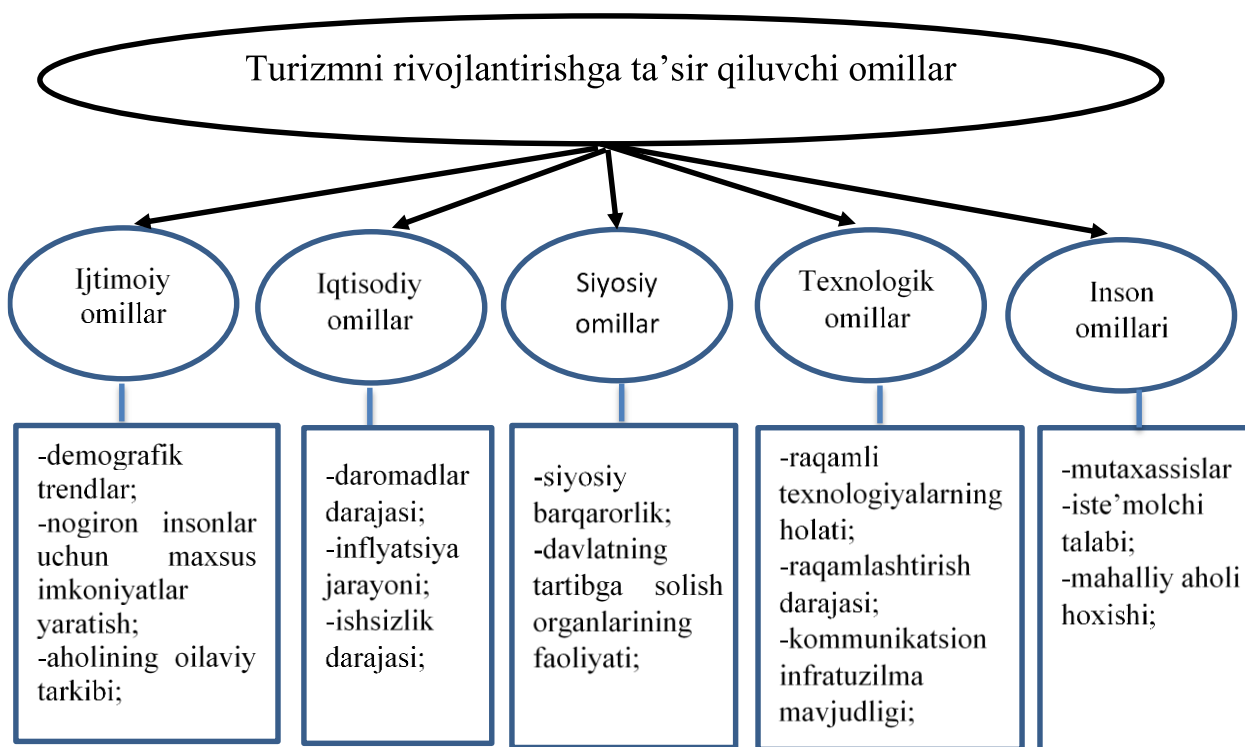 Turizmni rivojlantirishga ta’sir qiluvchi omillar
Ijtimoiy
omillar
Iqtisodiy
omillar
Siyosiy
omillar
Texnologik
omillar
Inson
omillari
-demografik
trendlar;
-nogiron insonlar
uchun maxsus
imkoniyatlar
yaratish;
-aholining oilaviy
tarkibi;
-daromadlar
darajasi;
-inflyatsiya
jarayoni;
-ishsizlik
darajasi;
-siyosiy
barqarorlik;
-davlatning
tartibga solish
organlarining
faoliyati;
-raqamli
texnologiyalarning
holati;
-raqamlashtirish
darajasi;
-kommunikatsion
infratuzilma
mavjudligi;
-mutaxassislar
-iste’molchi
talabi;
-mahalliy aholi
hoxishi;